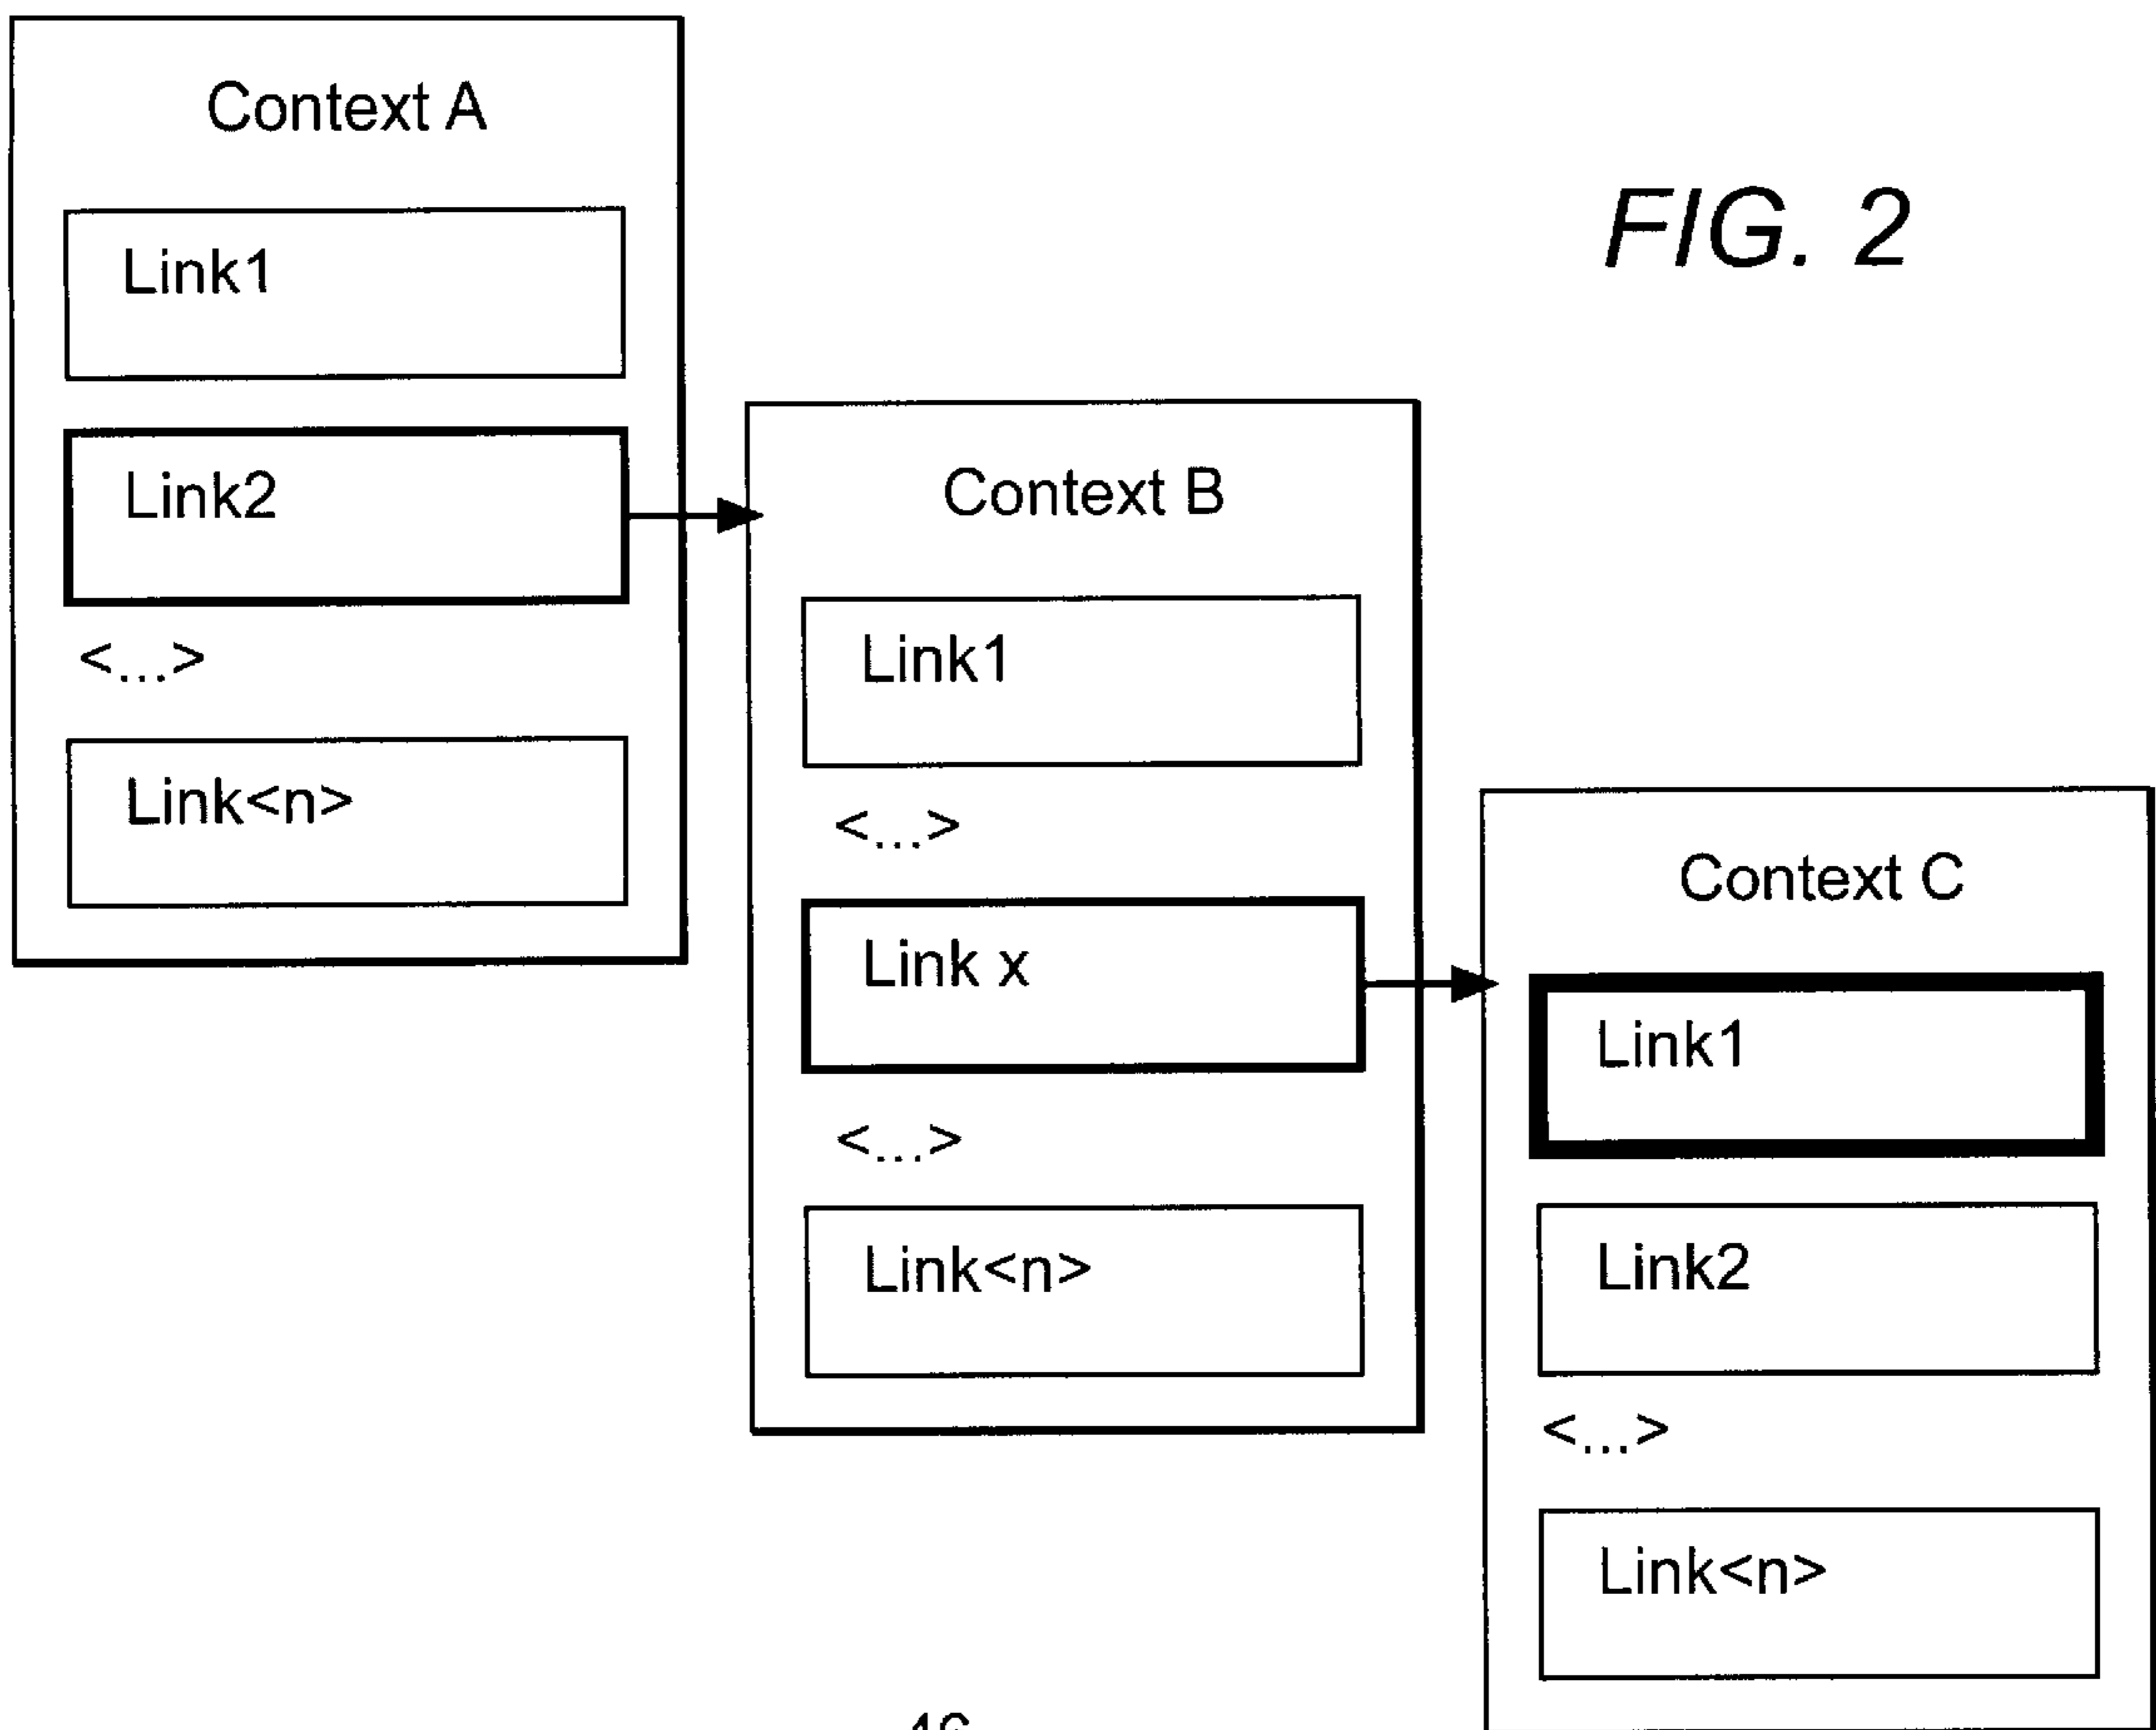 Context A
Link1
Link2
<...>
Link<n>
FIG. 2
Context B
Link1
<...>
Link x
<...>
Link<n>
Context C
Link1
Link2
<...>
Link<n>